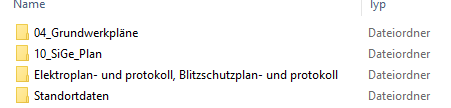 Name Typ
04_Grundwerkpläne Dateiordner
10_SiGe_Plan Dateiordner
Elektroplan- und protokoll, Blitzschutzplan- und protokoll Dateiordner
Standortdaten Dateiordner